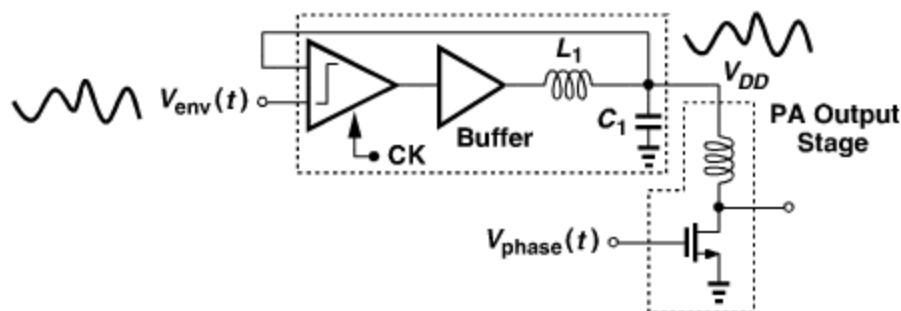 L1
VDD
Venv(t)
Buffer
C1
PA Output
Stage
CK
Vphase(t)